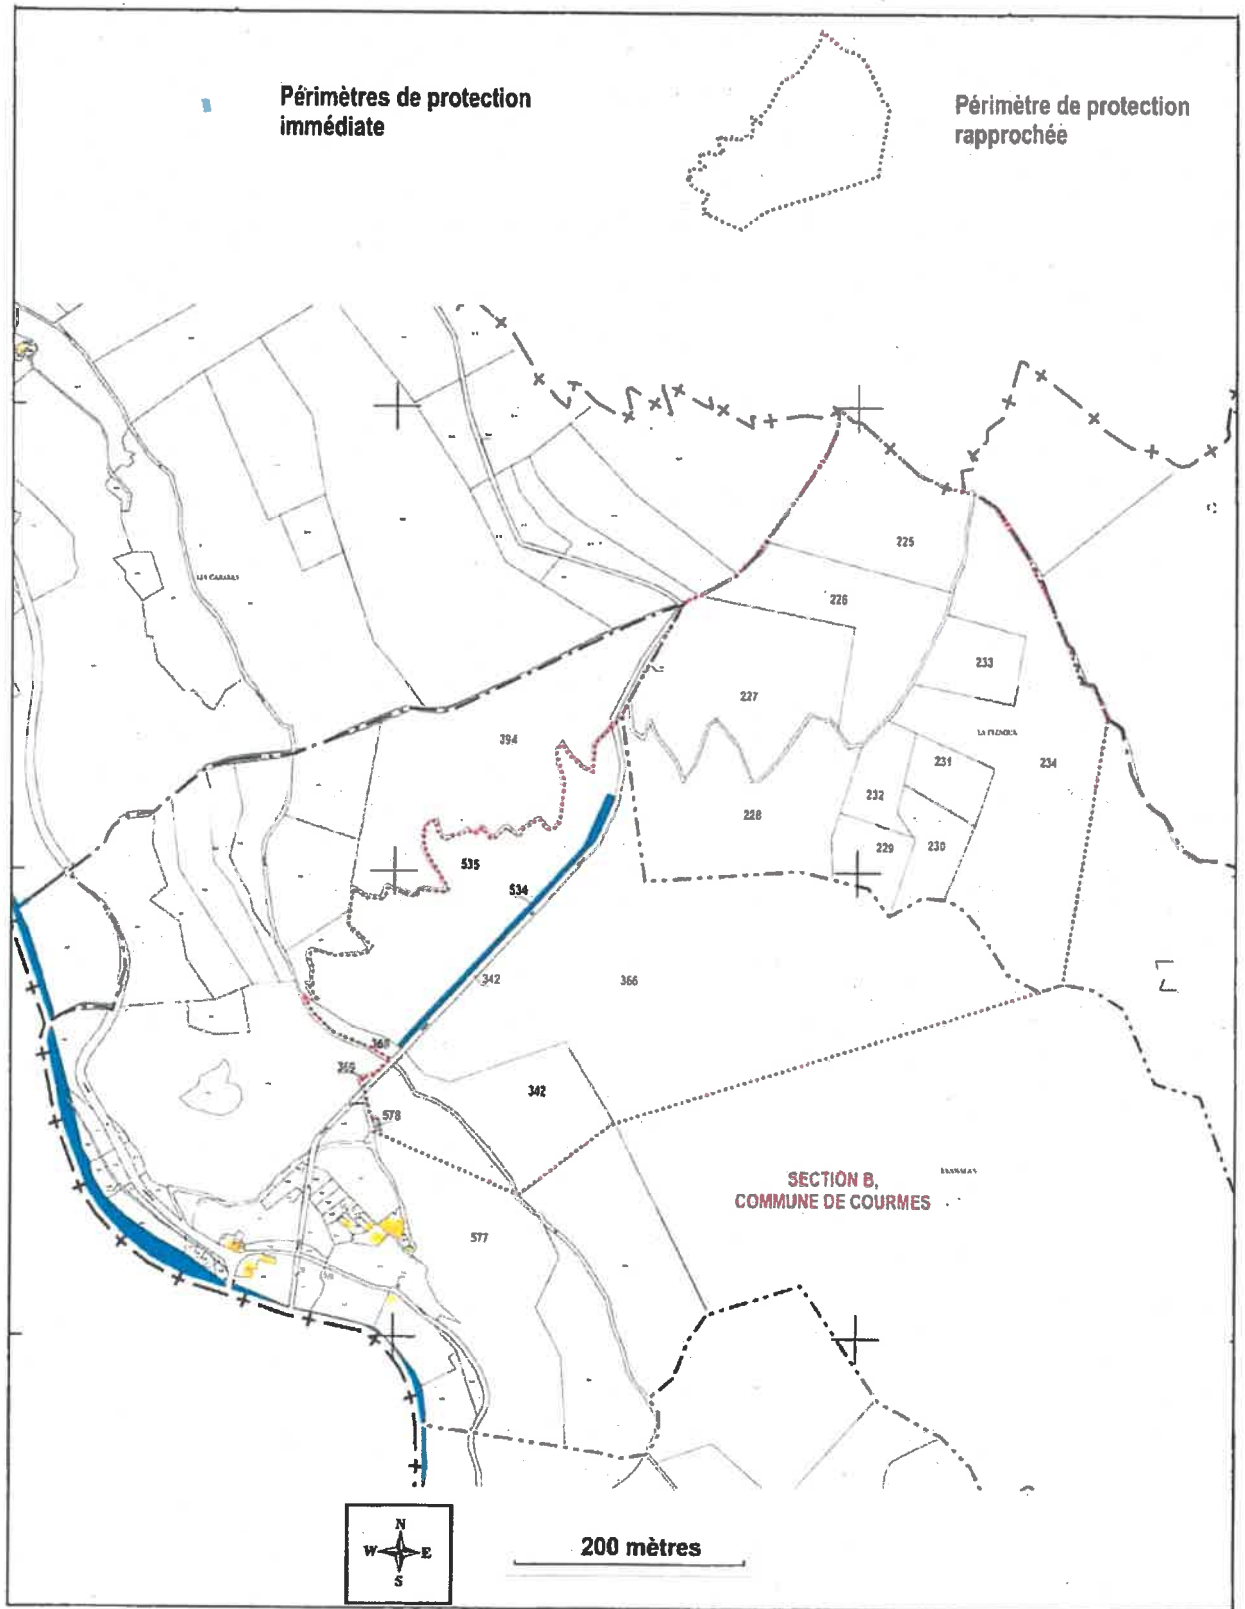 Périmètres de protection
immédiate
Périmètre de protection
rapprochée
225
226
233
227
394
234
231
232
228
229
230
535
534
342
366
369
342
578
SECTION B,
COMMUNE DE COURMES
577
N
W E
S
200 mètres